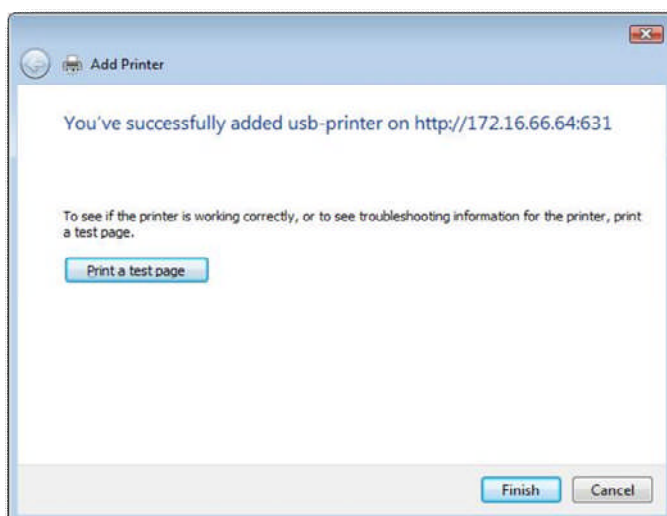 Add Printer
You've successfully added usb-printer on http://172.16.66.64:631
To see if the printer is working correctly, or to see troubleshooting information for the printer, print
a test page.
Print a test page
Finish Cancel